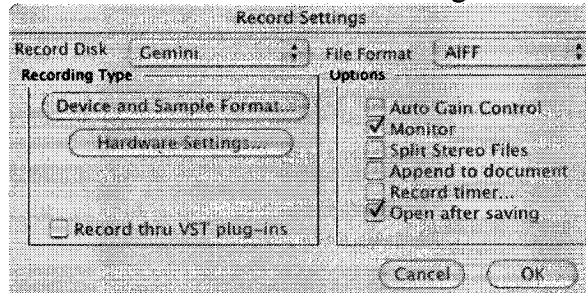 Record Settings
Record Disk Gemini File Format AIFF
Recording Type
Device and Sample Format...
Hardware Settings...
Record thru VST plug-ins
Options
Auto Gain Control
Monitor
Split Stereo Files
Append to document
Record timer...
Open after saving
Cancel OK